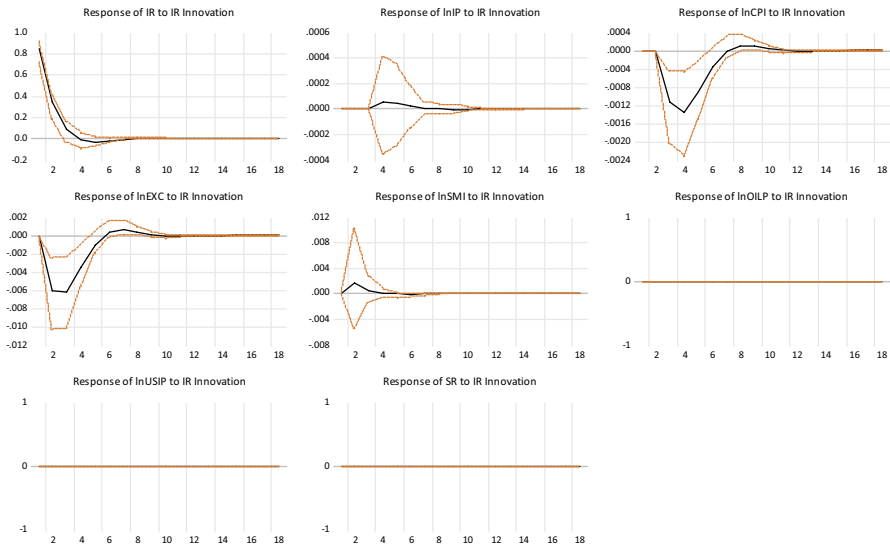 Response of IR to IR Innovation
1.0
0.8
0.6
0.4
0.2
0.0
-0.2
2 4 6 8 10 12 14 16 18
Response of lnIP to IR Innovation
.0006
.0004
.0002
.0000
-.0002
-.0004
2 4 6 8 10 12 14 16 18
Response of lnCPI to IR Innovation
.0004
.0000
-.0004
-.0008
-.0012
-.0016
-.0020
-.0024
2 4 6 8 10 12 14 16 18
Response of lnEXC to IR Innovation
.002
.000
-.002
-.004
-.006
-.008
-.010
-.012
2 4 6 8 10 12 14 16 18
Response of lnSMI to IR Innovation
.012
.008
.004
.000
-.004
-.008
2 4 6 8 10 12 14 16 18
Response of lnOILP to IR Innovation
1
0
-1
2 4 6 8 10 12 14 16 18
Response of lnUSIP to IR Innovation
1
0
-1
2 4 6 8 10 12 14 16 18
Response of SR to IR Innovation
1
0
-1
2 4 6 8 10 12 14 16 18